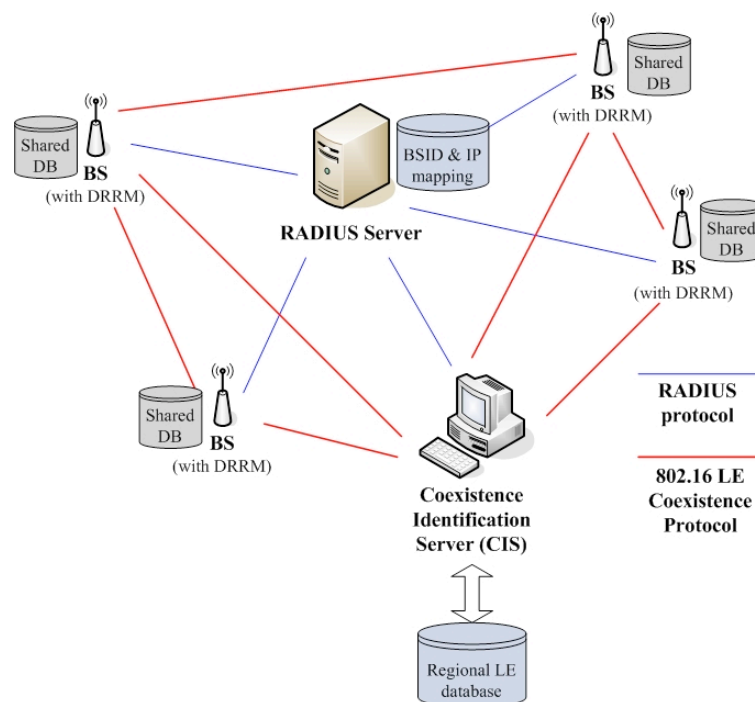 Shared
DB
BS
(with DRRM)
Shared
DB
BS
(with DRRM)
BSID & IP
mapping
RADIUS Server
Shared
DB
BS
(with DRRM)
Shared
DB
BS
(with DRRM)
RADIUS
protocol
802.16 LE
Coexistence
Protocol
Coexistence
Identification
Server (CIS)
Regional LE
database